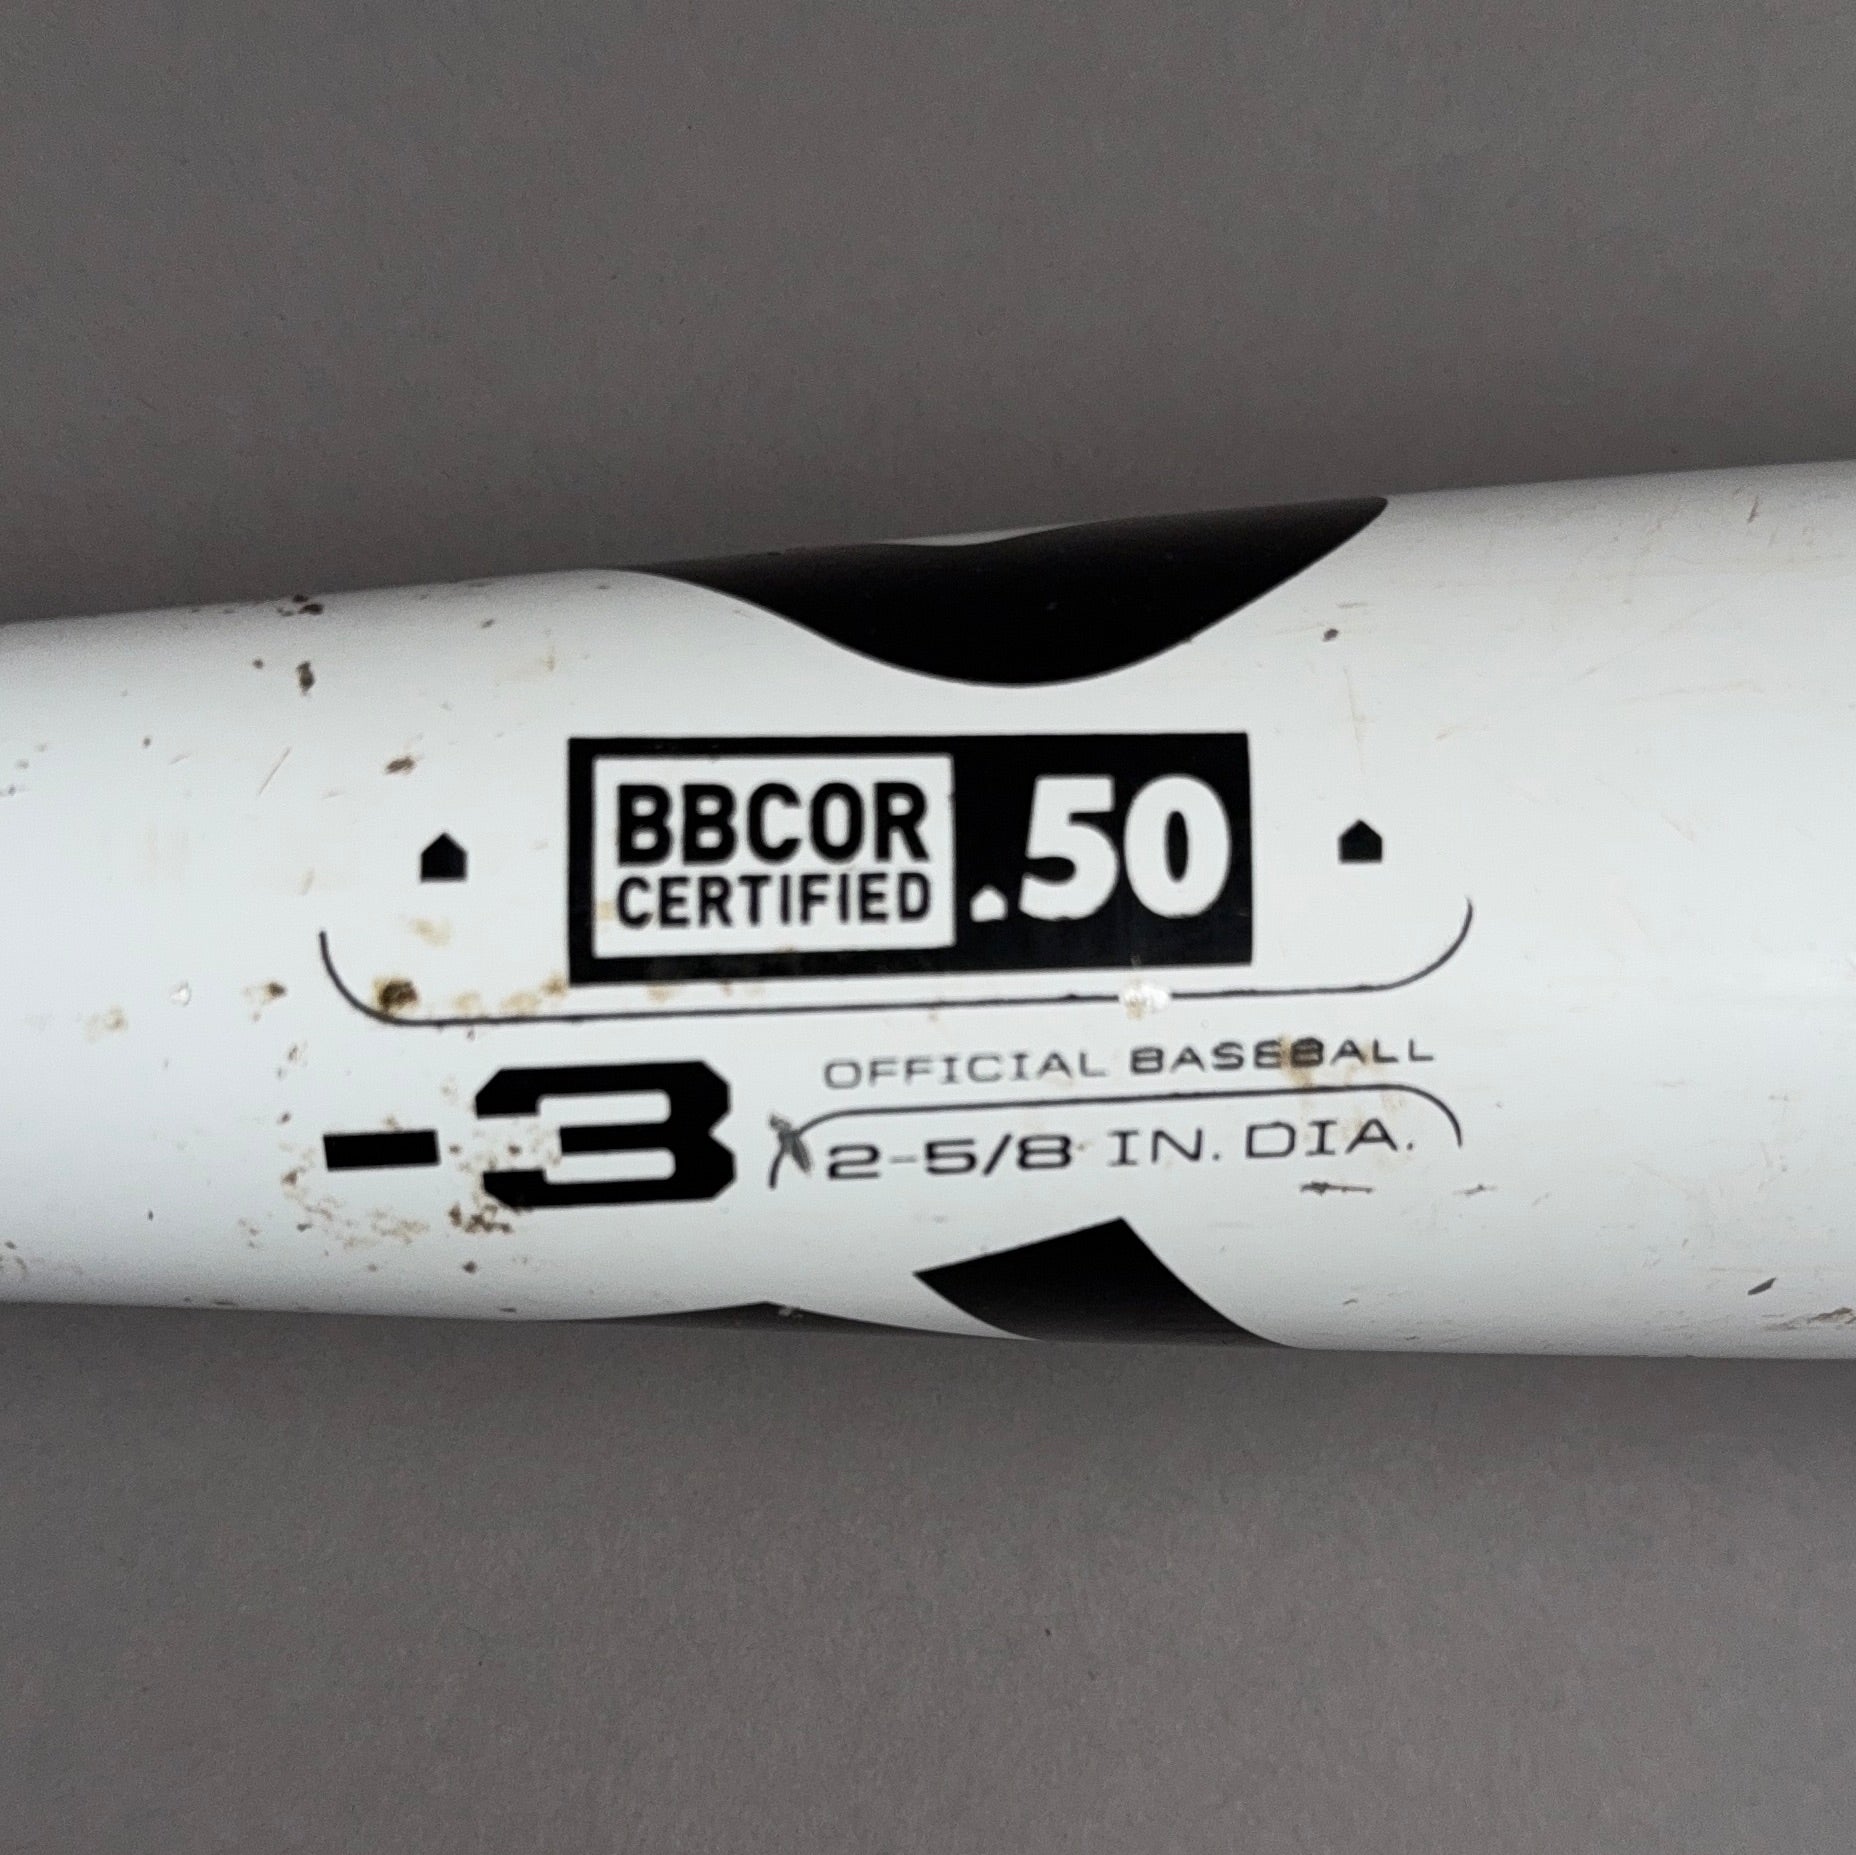 BBCOR
CERTIFIED
.50
-3
OFFICIAL BASEBALL
2-5/8 IN. DIA.